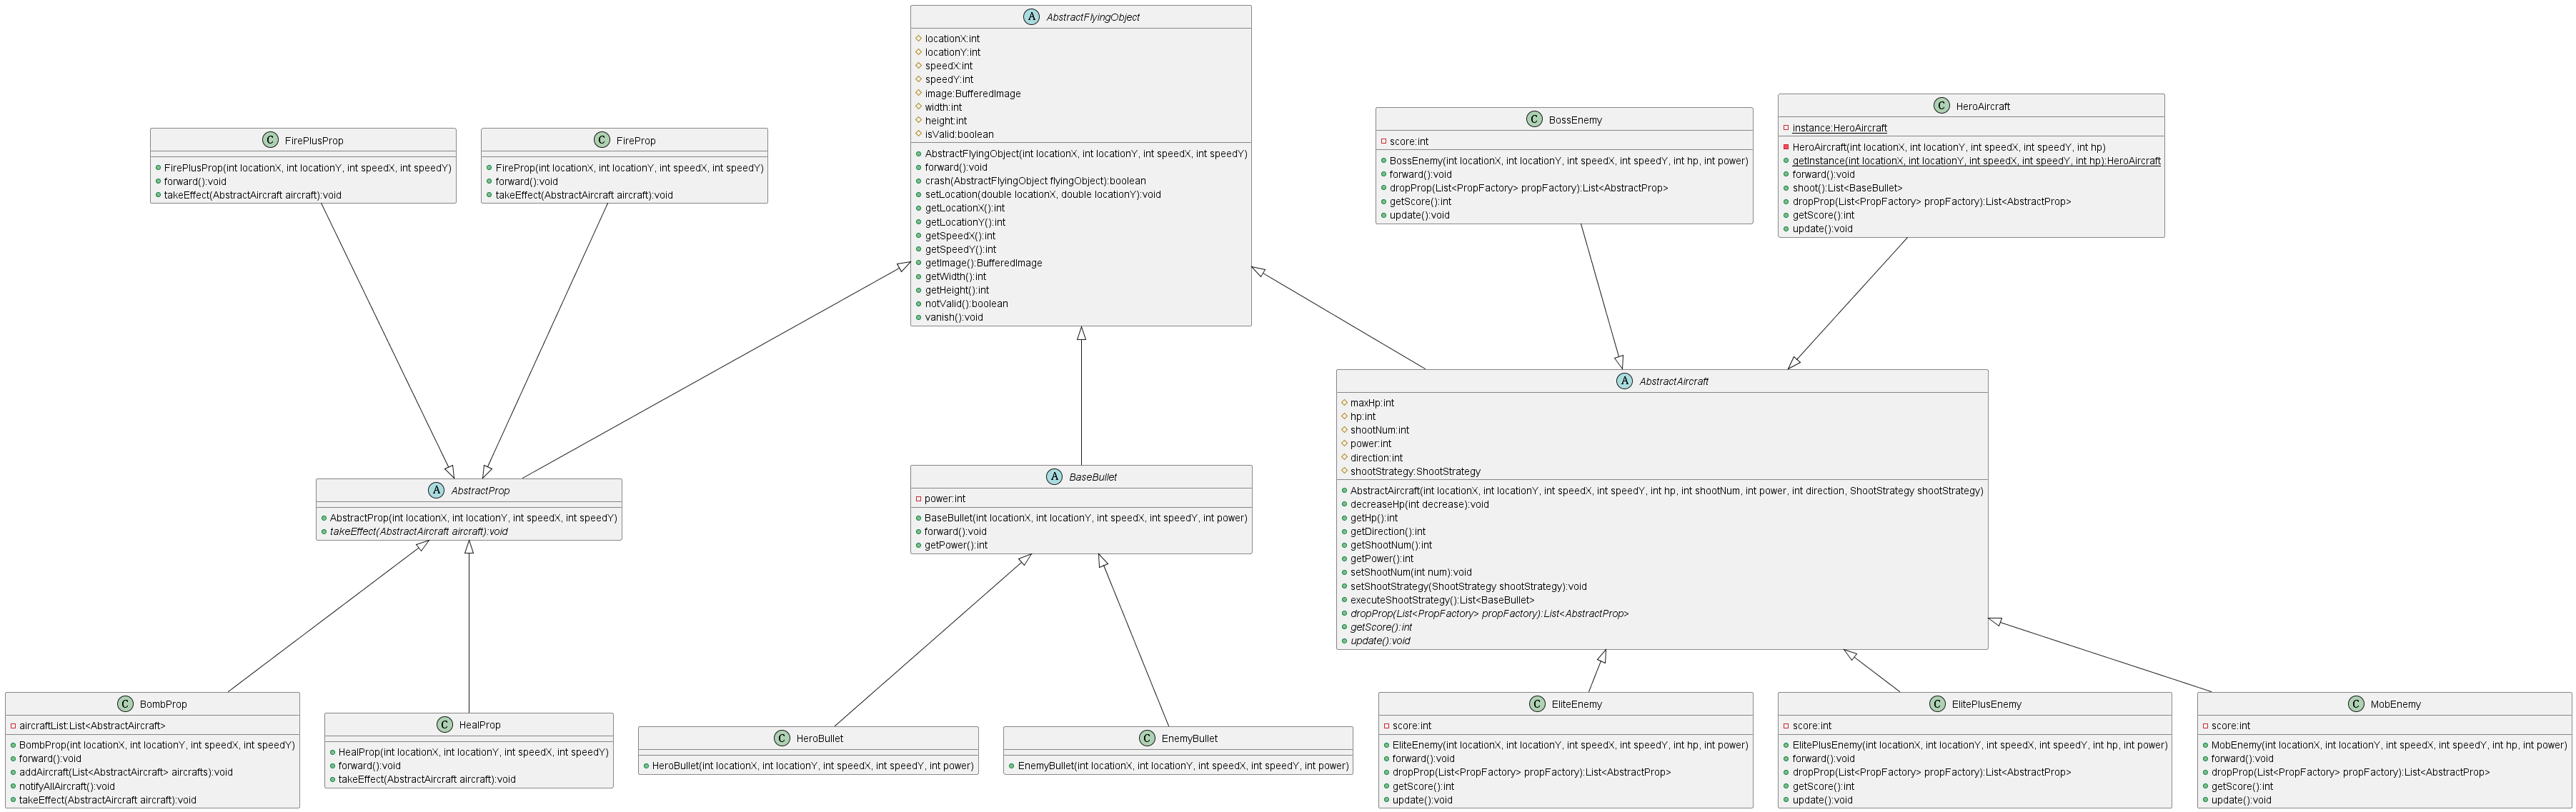 A AbstractFlyingObject
locationX:int
locationY:int
speedX:int
speedY:int
image:BufferedImage
width:int
height:int
isValid:boolean
AbstractFlyingObject(int locationX, int locationY, int speedX, int speedY)
forward():void
crash(AbstractFlyingObject flyingObject):boolean
setLocation(double locationX, double locationY):void
getLocationX():int
getLocationY():int
getSpeedX():int
getSpeedY():int
getImage():BufferedImage
getWidth():int
getHeight():int
notValid():boolean
vanish():void
C FirePlusProp
FirePlusProp(int locationX, int locationY, int speedX, int speedY)
forward():void
takeEffect(AbstractAircraft aircraft):void
C FireProp
FireProp(int locationX, int locationY, int speedX, int speedY)
forward():void
takeEffect(AbstractAircraft aircraft):void
C BossEnemy
score:int
BossEnemy(int locationX, int locationY, int speedX, int speedY, int hp, int power)
forward():void
dropProp(List<PropFactory> propFactory):List<AbstractProp>
getScore():int
update():void
C HeroAircraft
instance:HeroAircraft
HeroAircraft(int locationX, int locationY, int speedX, int speedY, int hp)
getInstance(int locationX, int locationY, int speedX, int speedY, int hp):HeroAircraft
forward():void
shoot():List<BaseBullet>
dropProp(List<PropFactory> propFactory):List<AbstractProp>
getScore():int
update():void
A AbstractProp
AbstractProp(int locationX, int locationY, int speedX, int speedY)
takeEffect(AbstractAircraft aircraft):void
A BaseBullet
power:int
BaseBullet(int locationX, int locationY, int speedX, int speedY, int power)
forward():void
getPower():int
A AbstractAircraft
maxHp:int
hp:int
shootNum:int
power:int
direction:int
shootStrategy:ShootStrategy
AbstractAircraft(int locationX, int locationY, int speedX, int speedY, int hp, int shootNum, int power, int direction, ShootStrategy shootStrategy)
decreaseHp(int decrease):void
getHp():int
getDirection():int
getShootNum():int
getPower():int
setShootNum(int num):void
setShootStrategy(ShootStrategy shootStrategy):void
executeShootStrategy():List<BaseBullet>
dropProp(List<PropFactory> propFactory):List<AbstractProp>
getScore():int
update():void
C BombProp
aircraftList:List<AbstractAircraft>
BombProp(int locationX, int locationY, int speedX, int speedY)
forward():void
addAircraft(List<AbstractAircraft> aircrafts):void
notifyAllAircraft():void
takeEffect(AbstractAircraft aircraft):void
C HealProp
HealProp(int locationX, int locationY, int speedX, int speedY)
forward():void
takeEffect(AbstractAircraft aircraft):void
C HeroBullet
HeroBullet(int locationX, int locationY, int speedX, int speedY, int power)
C EnemyBullet
EnemyBullet(int locationX, int locationY, int speedX, int speedY, int power)
C EliteEnemy
score:int
EliteEnemy(int locationX, int locationY, int speedX, int speedY, int hp, int power)
forward():void
dropProp(List<PropFactory> propFactory):List<AbstractProp>
getScore():int
update():void
C ElitePlusEnemy
score:int
ElitePlusEnemy(int locationX, int locationY, int speedX, int speedY, int hp, int power)
forward():void
dropProp(List<PropFactory> propFactory):List<AbstractProp>
getScore():int
update():void
C MobEnemy
score:int
MobEnemy(int locationX, int locationY, int speedX, int speedY, int hp, int power)
forward():void
dropProp(List<PropFactory> propFactory):List<AbstractProp>
getScore():int
update():void